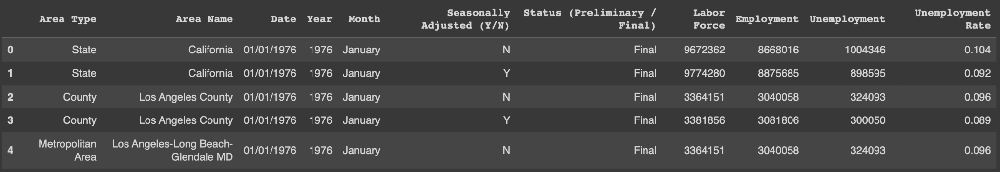 Area Type Area Name Date Year Month Seasonally Adjusted (Y/N) Status (Preliminary / Final) Labor Force Employment Unemployment Unemployment Rate
0 State California 01/01/1976 1976 January N Final 9672362 8668016 1004346 0.104
1 State California 01/01/1976 1976 January Y Final 9774280 8875685 898595 0.092
2 County Los Angeles County 01/01/1976 1976 January N Final 3364151 3040058 324093 0.096
3 County Los Angeles County 01/01/1976 1976 January Y Final 3381856 3081806 300050 0.089
4 Metropolitan Area Los Angeles-Long Beach-Glendale MD 01/01/1976 1976 January N Final 3364151 3040058 324093 0.096